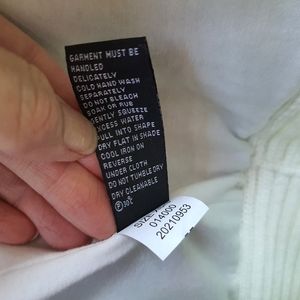 GARMENT MUST BE
HANDLED
DELICATELY
COLD HAND WASH
SEPARATELY
DO NOT BLEACH
SOAK OR RUB
GENTLY SQUEEZE
EXCESS WATER
PULL INTO SHAPE
DRY FLAT IN SHADE
COOL IRON ON
REVERSE
UNDER CLOTH
DO NOT TUMBLE DRY
DRY CLEANABLE
SIZE
014000
20210953